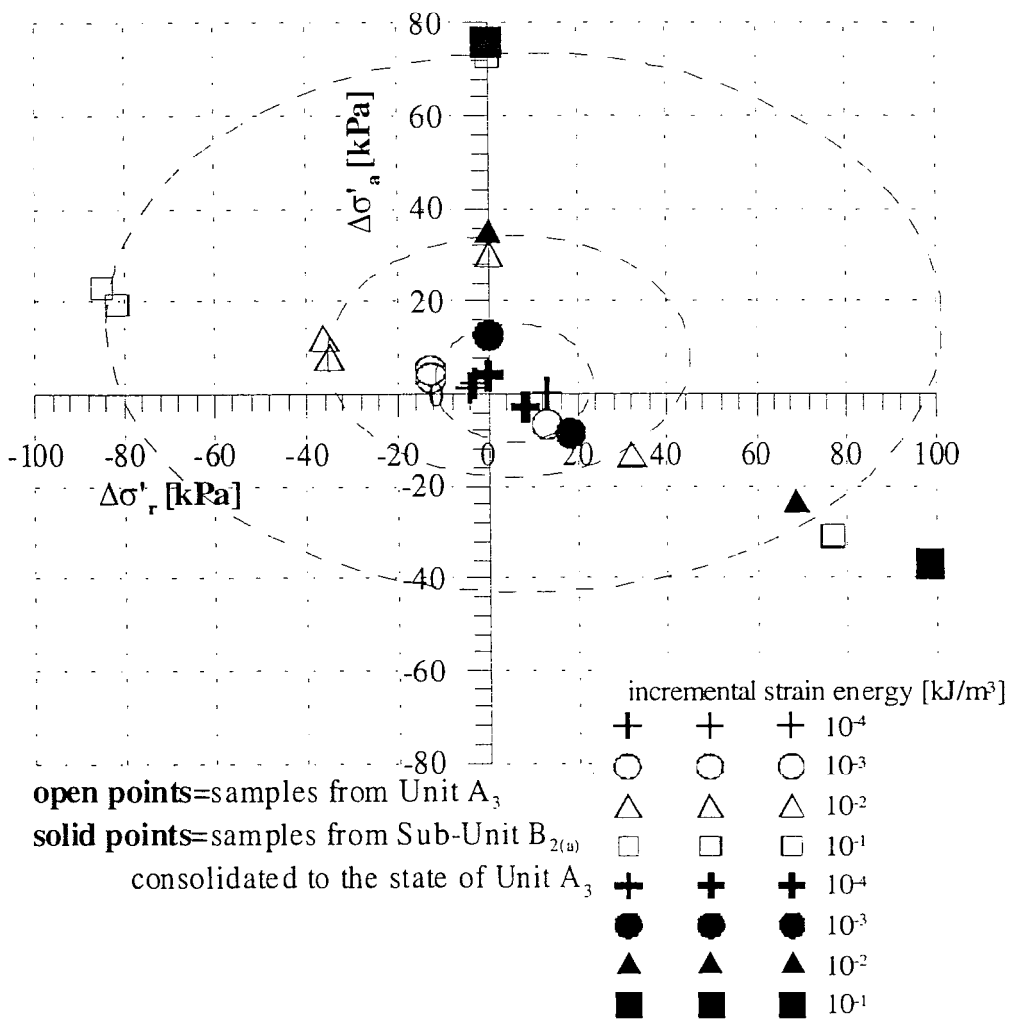 80
60
40
20
Δσ'a [kPa]
-100 -80 -60 -40 -20 0 20 40 60 80 100
Δσ'r [kPa]
-20
-40
-60
-80
incremental strain energy [kJ/m³]
10-4
10-3
10-2
10-1
10-4
10-3
10-2
10-1
open points=samples from Unit A3
solid points=samples from Sub-Unit B2(a)
consolidated to the state of Unit A3